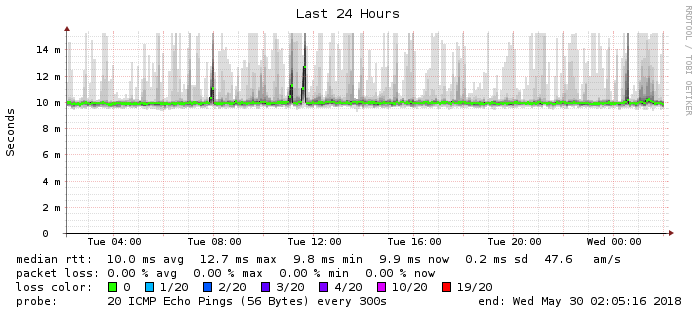 Last 24 Hours
RRDTOOL / TOBI OETIKER
Seconds
14 m
12 m
10 m
8 m
6 m
4 m
2 m
0
Tue 04:00 Tue 08:00 Tue 12:00 Tue 16:00 Tue 20:00 Wed 00:00
median rtt: 10.0 ms avg 12.7 ms max 9.8 ms min 9.9 ms now 0.2 ms sd 47.6 am/s
packet loss: 0.00 % avg 0.00 % max 0.00 % min 0.00 % now
loss color: 0 1/20 2/20 3/20 4/20 10/20 19/20
probe: 20 ICMP Echo Pings (56 Bytes) every 300s end: Wed May 30 02:05:16 2018